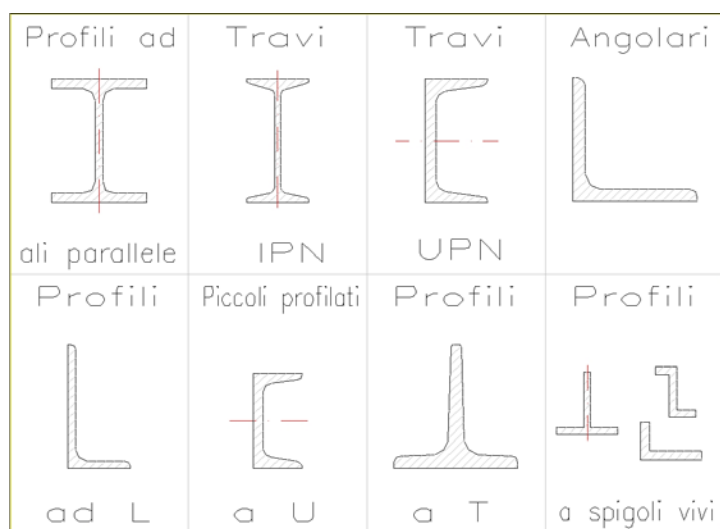 Profili ad
ali parallele
Travi
IPN
Travi
UPN
Angolari
Profili
ad L
Piccoli profilati
a U
Profili
a T
Profili
a spigoli vivi